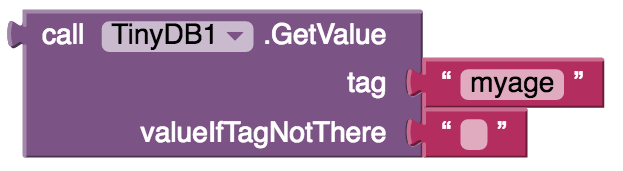 call TinyDB1 .GetValue
tag " myage "
valueIfTagNotThere " "